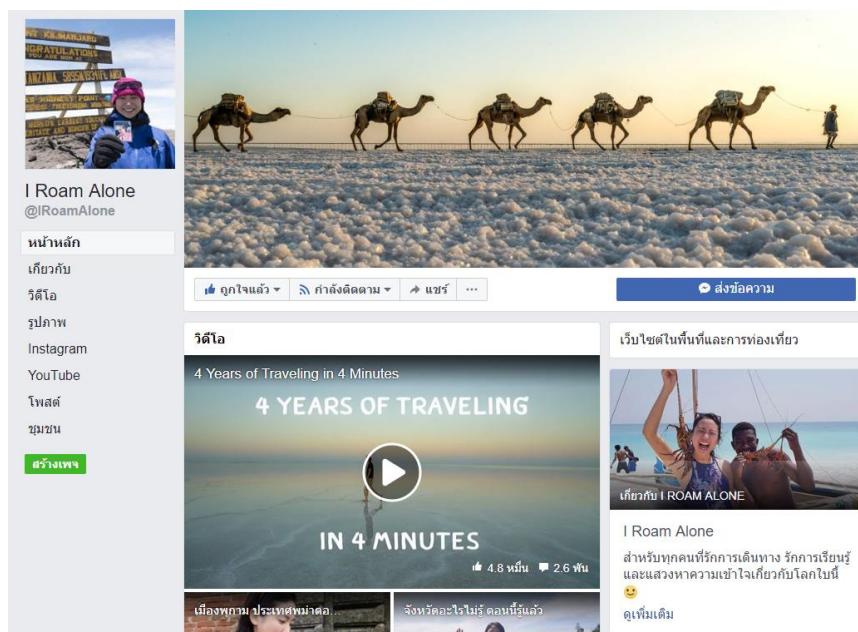 MT. KILIMANJARO
CONGRATULATIONS
YOU ARE NOW AT
TANZANIA 5895M/19341FT. AMSL
I Roam Alone
@IRoamAlone
หน้าหลัก
เกี่ยวกับ
วิดีโอ
รูปภาพ
Instagram
YouTube
โพสต์
ชุมชน
สร้างเพจ
ถูกใจแล้ว
กำลังติดตาม
แชร์
...
ส่งข้อความ
วิดีโอ
4 Years of Traveling in 4 Minutes
4 YEARS OF TRAVELING
IN 4 MINUTES
4.8 หมื่น 2.6 พัน
เมืองพุกาม ประเทศพม่าตอ...
จังหวัดอะไรไม่รู้ ตอนนี้รู้แล้ว
เว็บไซต์ในพื้นที่และการท่องเที่ยว
เกี่ยวกับ I ROAM ALONE
I Roam Alone
สำหรับทุกคนที่รักการเดินทาง รักการเรียนรู้
และแสวงหาความเข้าใจเกี่ยวกับโลกใบนี้
ดูเพิ่มเติม